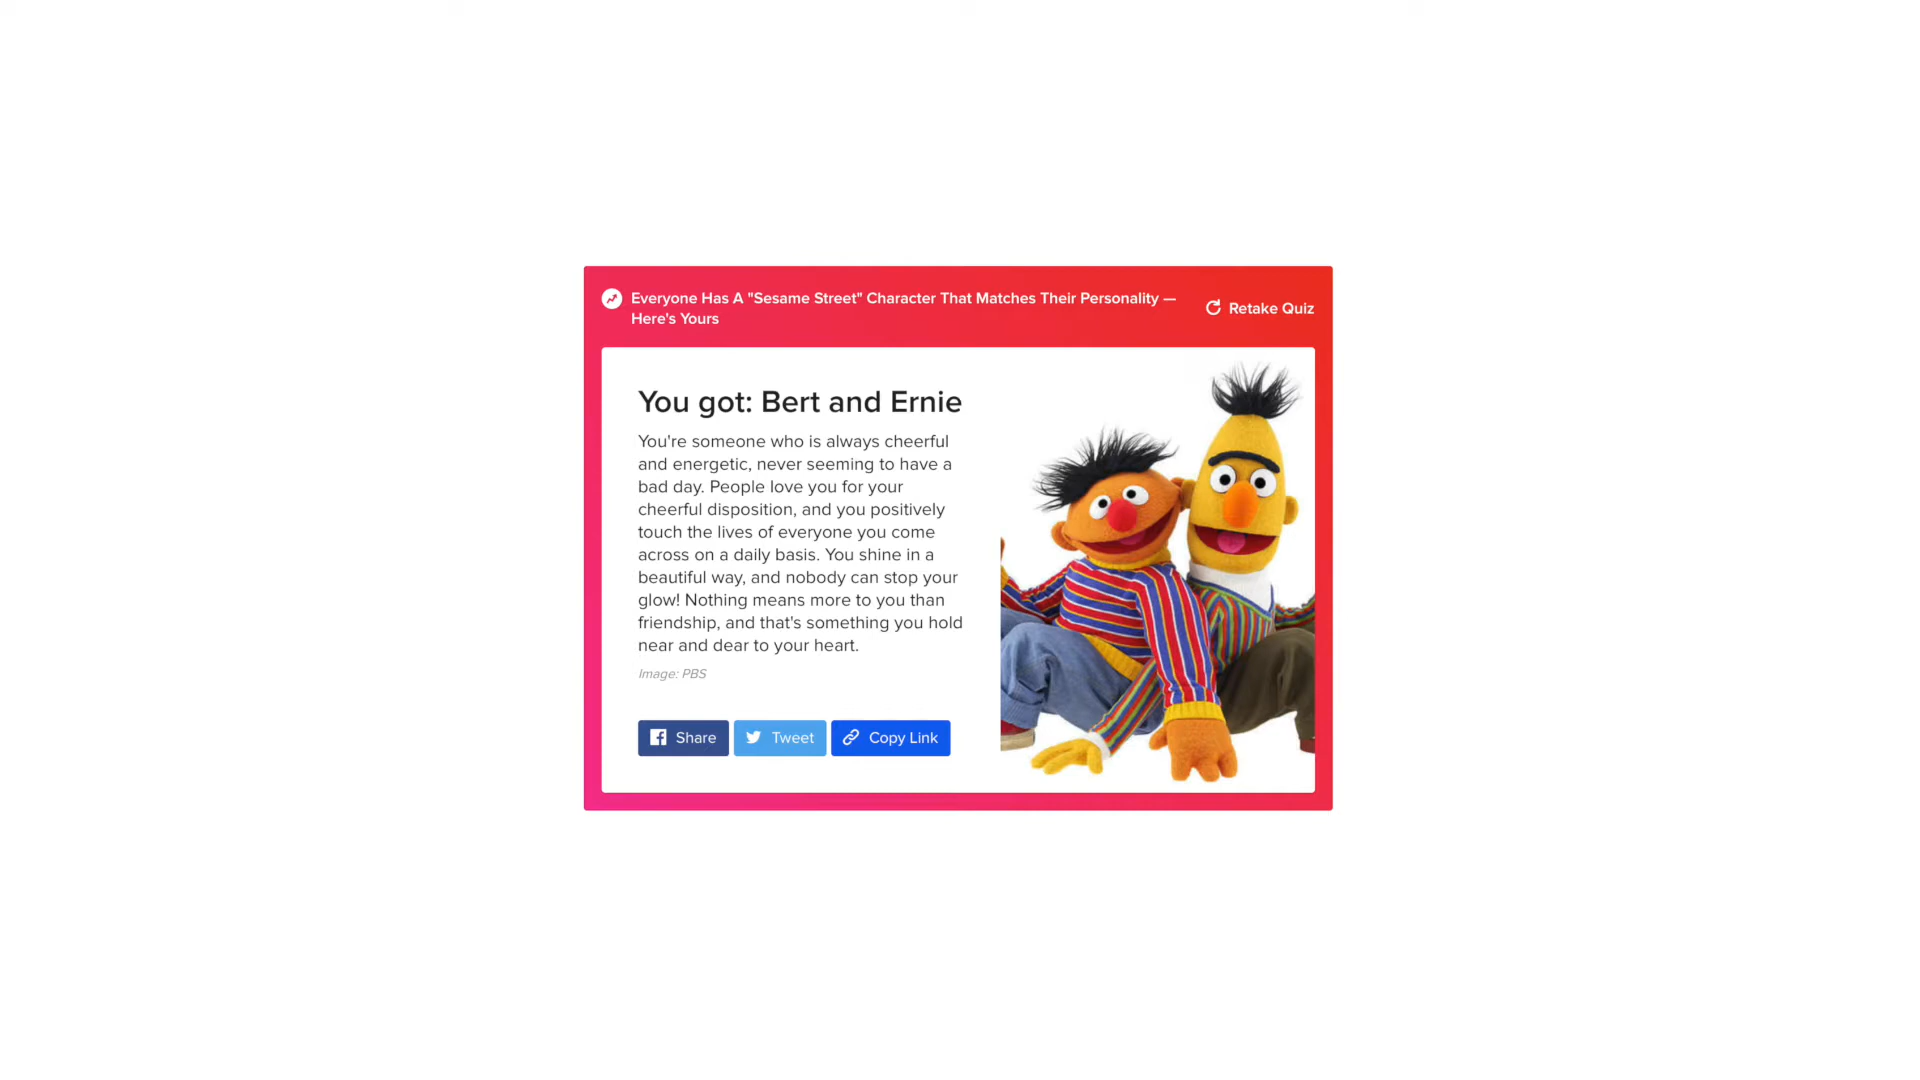 Everyone Has A "Sesame Street" Character That Matches Their Personality —
Here's Yours
Retake Quiz
You got: Bert and Ernie
You're someone who is always cheerful
and energetic, never seeming to have a
bad day. People love you for your
cheerful disposition, and you positively
touch the lives of everyone you come
across on a daily basis. You shine in a
beautiful way, and nobody can stop your
glow! Nothing means more to you than
friendship, and that's something you hold
near and dear to your heart.
Image: PBS
Share
Tweet
Copy Link